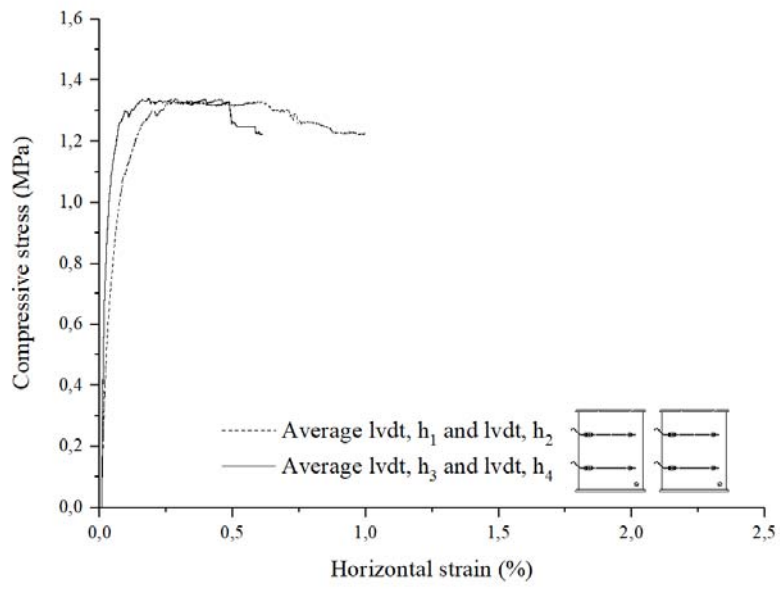 1,6
1,4
1,2
1,0
0,8
0,6
0,4
0,2
0,0
Compressive stress (MPa)
Average lvdt, h1 and lvdt, h2
Average lvdt, h3 and lvdt, h4
0,0 0,5 1,0 1,5 2,0 2,5
Horizontal strain (%)